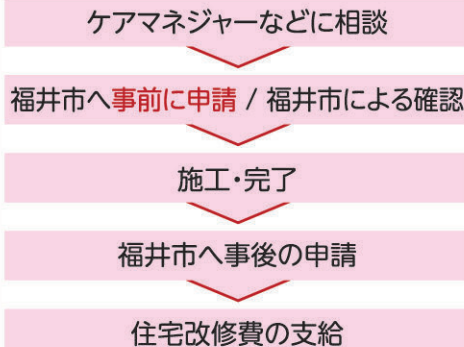 ケアマネジャーなどに相談
福井市へ事前に申請 / 福井市による確認
施工・完了
福井市へ事後の申請
住宅改修費の支給